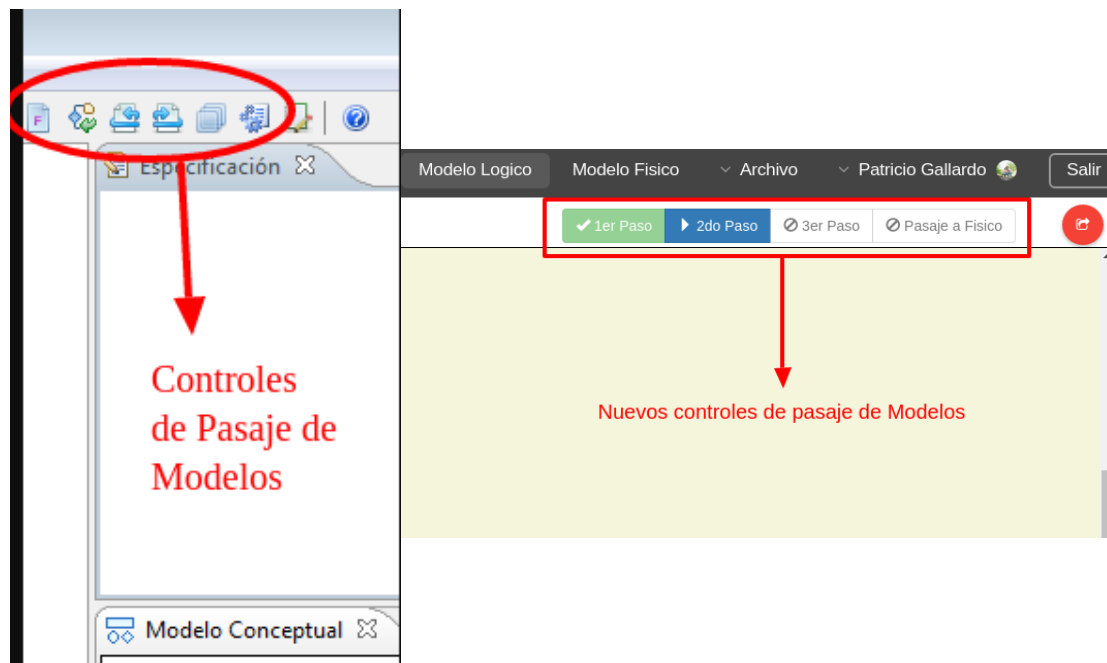 F
Especificación
Controles
de Pasaje de
Modelos
Modelo Conceptual
Modelo Logico
Modelo Fisico
Archivo
Patricio Gallardo
Salir
1er Paso
2do Paso
3er Paso
Pasaje a Fisico
Nuevos controles de pasaje de Modelos